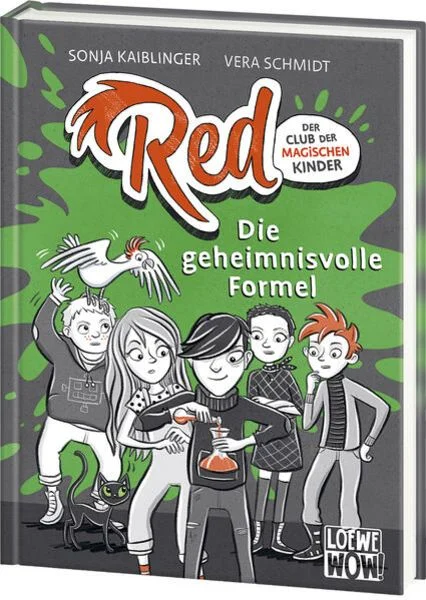 SONJA KAIBLINGER VERA SCHMIDT
Red
DER
CLUB DER
MAGiSCHEN
KINDER
Die
geheimnisvolle
Formel
LOEWE
WOW!